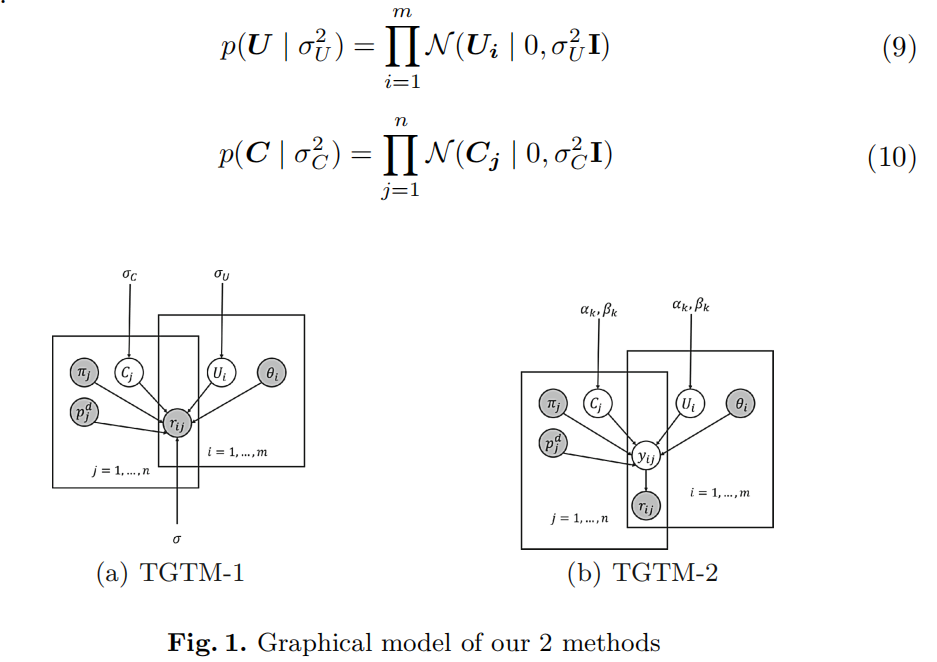 .
p(U | σ_U^2) = ∏_{i=1}^{m} N(U_i | 0, σ_U^2 I) (9)
p(C | σ_C^2) = ∏_{j=1}^{n} N(C_j | 0, σ_C^2 I) (10)
σ_C σ_U
π_j C_j U_i θ_i
p_j^d
r_ij
i = 1, ..., m
j = 1, ..., n
σ
(a) TGTM-1
α_k, β_k α_k, β_k
π_j C_j U_i θ_i
p_j^d
y_ij
i = 1, ..., m
r_ij
j = 1, ..., n
(b) TGTM-2
Fig. 1. Graphical model of our 2 methods